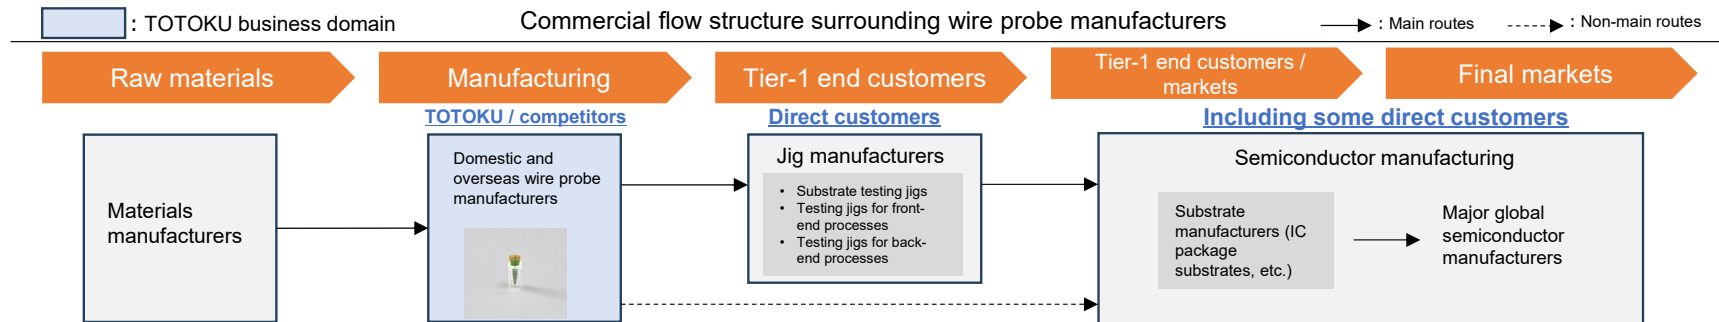 : TOTOKU business domain
Commercial flow structure surrounding wire probe manufacturers
: Main routes
: Non-main routes
Raw materials
Manufacturing
Tier-1 end customers
Tier-1 end customers /
markets
Final markets
TOTOKU / competitors
Direct customers
Including some direct customers
Materials
manufacturers
Domestic and
overseas wire probe
manufacturers
Jig manufacturers
• Substrate testing jigs
• Testing jigs for front-
end processes
• Testing jigs for back-
end processes
Semiconductor manufacturing
Substrate
manufacturers (IC
package
substrates, etc.)
Major global
semiconductor
manufacturers